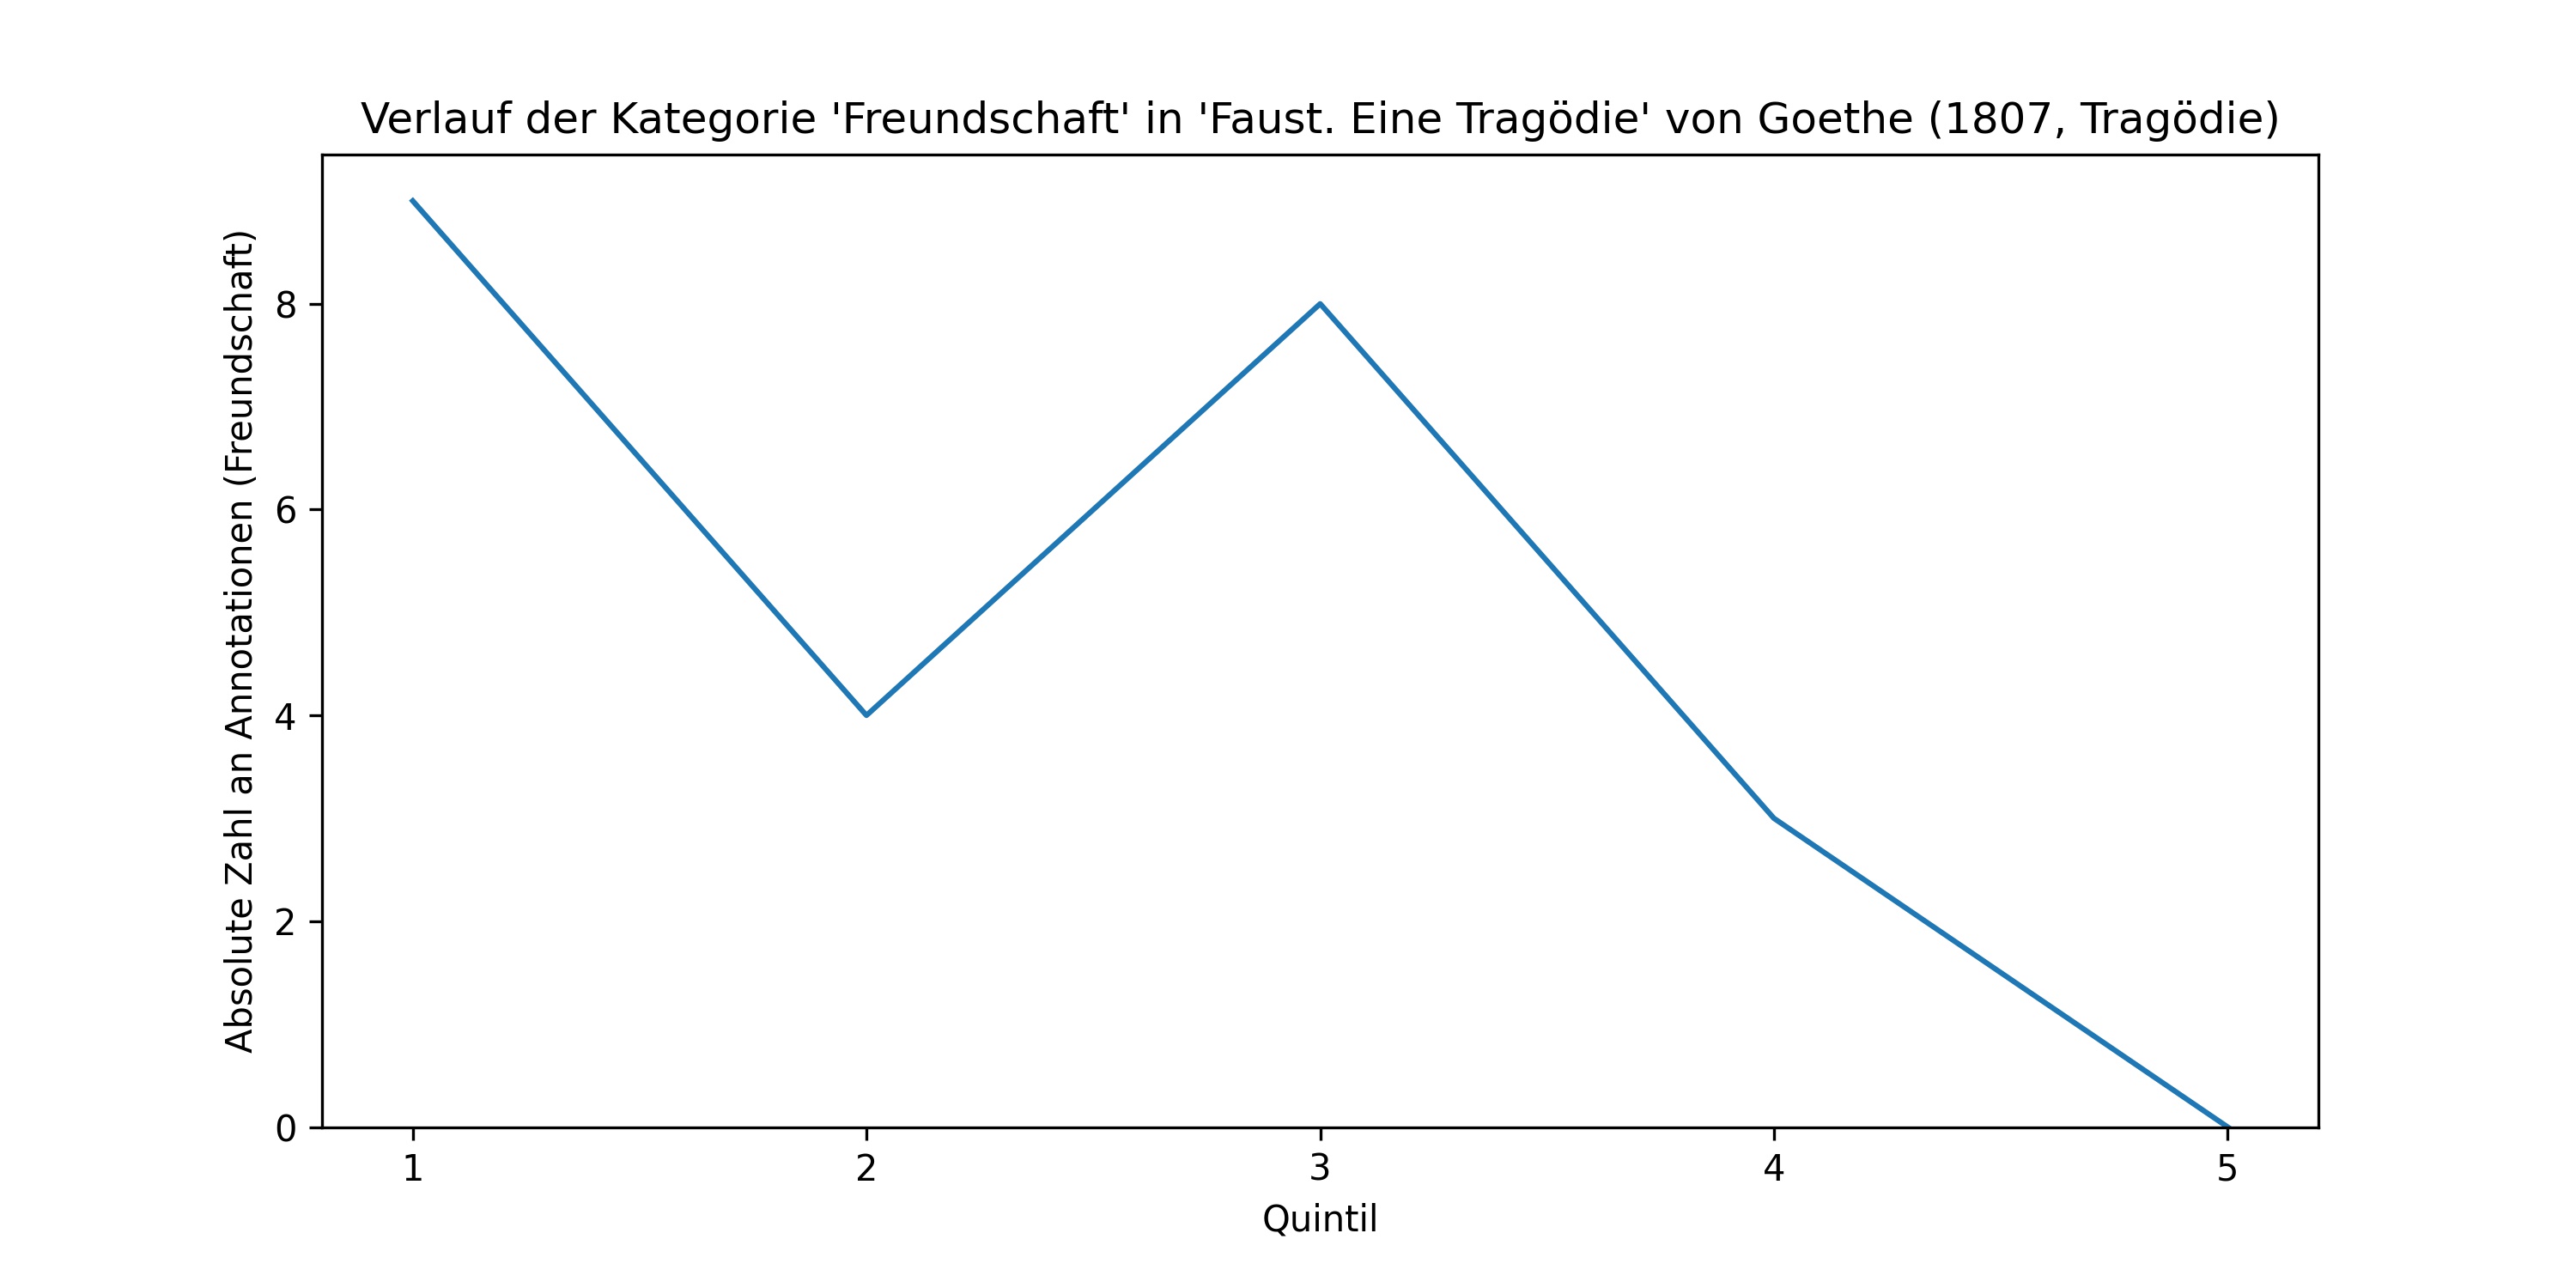 Verlauf der Kategorie 'Freundschaft' in 'Faust. Eine Tragödie' von Goethe (1807, Tragödie)
Absolute Zahl an Annotationen (Freundschaft)
8
6
4
2
0
1 2 3 4 5
Quintil